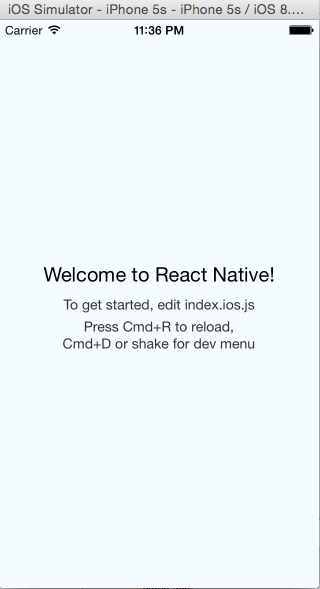 iOS Simulator - iPhone 5s - iPhone 5s / iOS 8....
Carrier 11:36 PM
Welcome to React Native!
To get started, edit index.ios.js
Press Cmd+R to reload,
Cmd+D or shake for dev menu